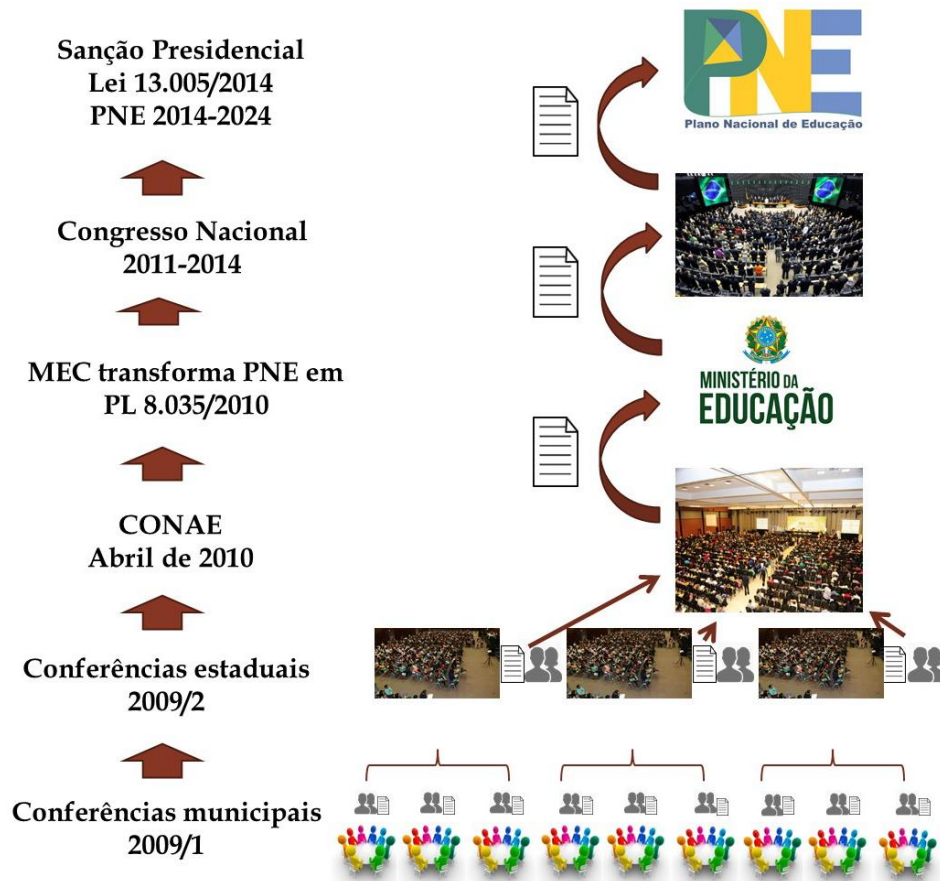 Sanção Presidencial
Lei 13.005/2014
PNE 2014-2024
PNE
Plano Nacional de Educação
Congresso Nacional
2011-2014
MEC transforma PNE em
PL 8.035/2010
MINISTÉRIO DA
EDUCAÇÃO
CONAE
Abril de 2010
Conferências estaduais
2009/2
Conferências municipais
2009/1